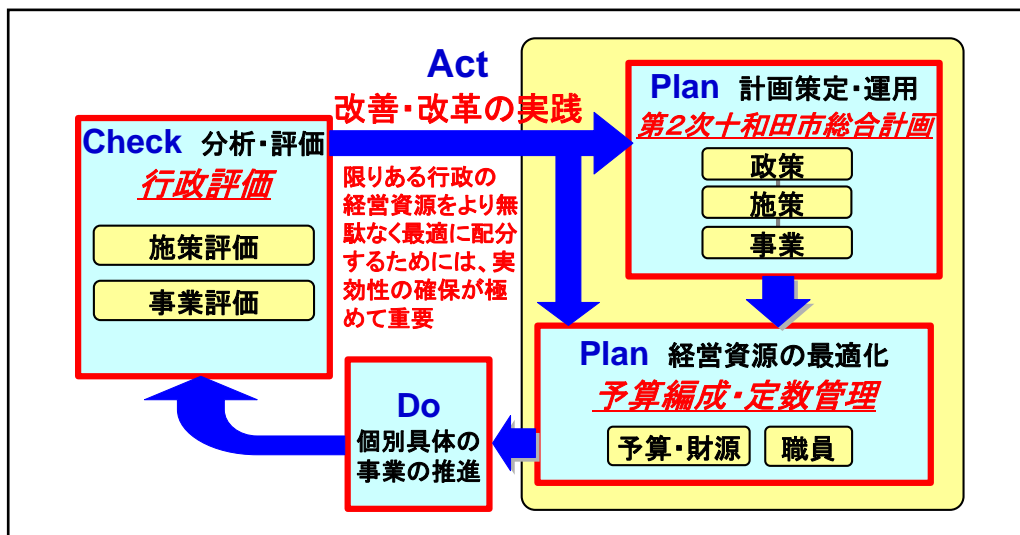 Act
改善・改革の実践
Check 分析・評価
行政評価
施策評価
事業評価
限りある行政の
経営資源をより無
駄なく最適に配分
するためには、実
効性の確保が極
めて重要
Plan 計画策定・運用
第2次十和田市総合計画
政策
施策
事業
Plan 経営資源の最適化
予算編成・定数管理
予算・財源
職員
Do
個別具体の
事業の推進